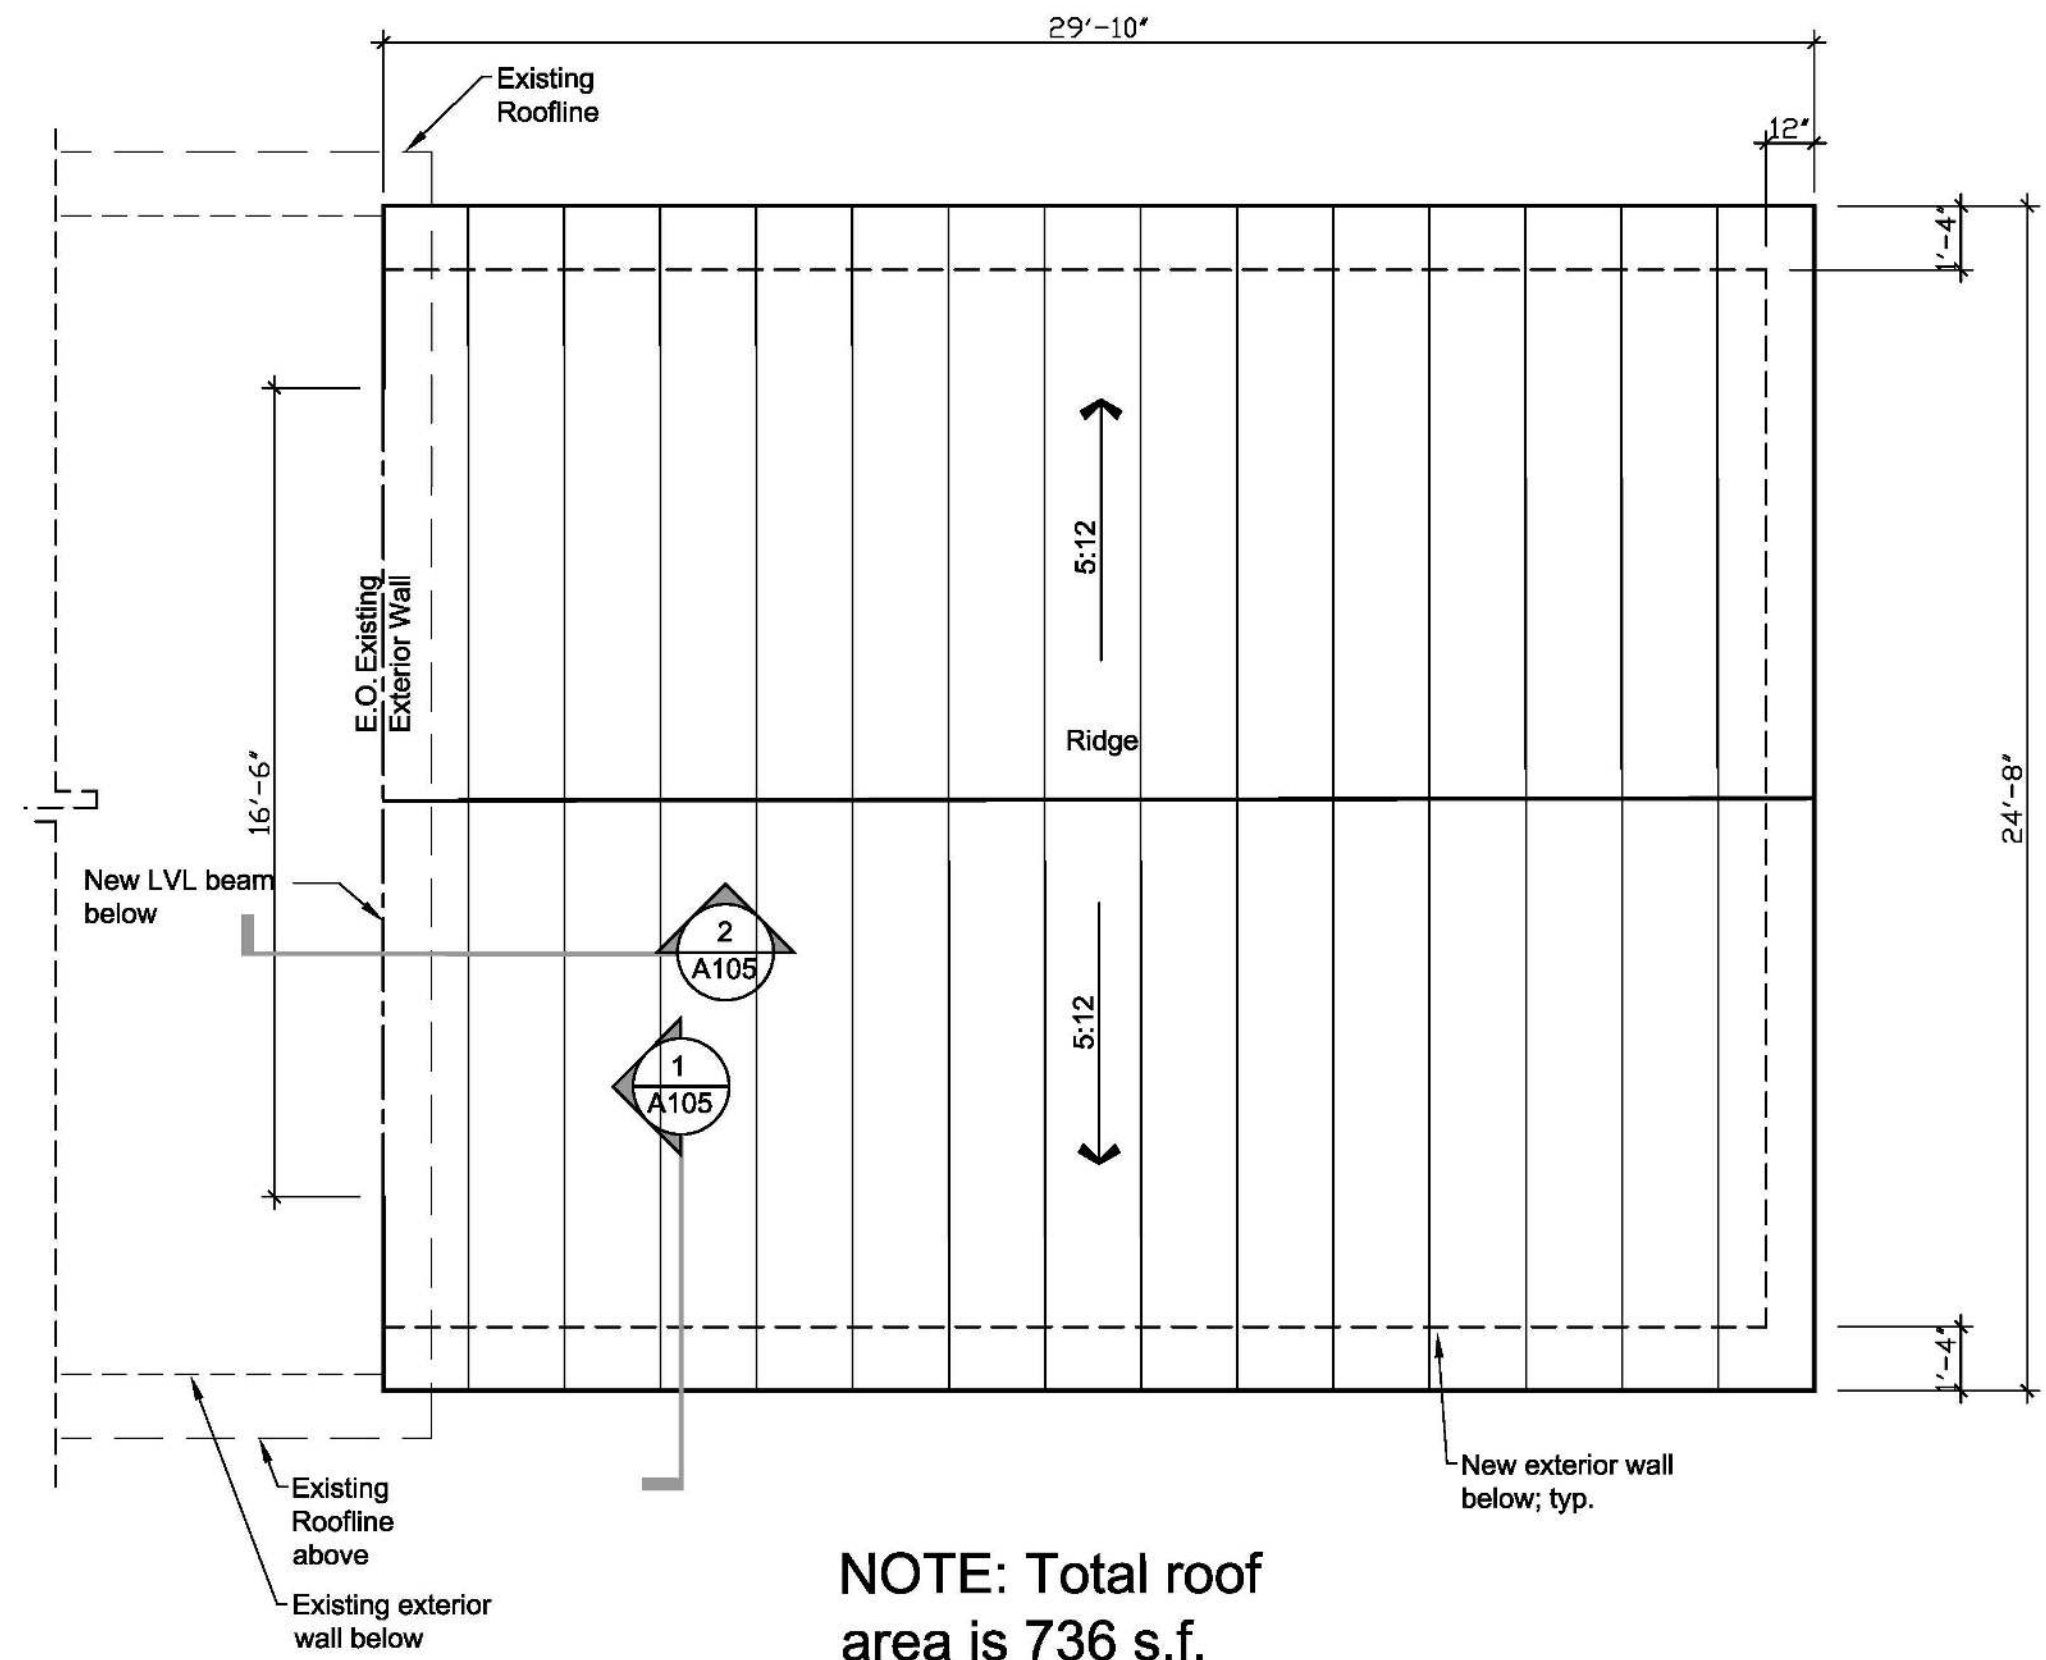 29'-10"
Existing
Roofline
12"
1'-4"
5:12
E.O. Existing
Exterior Wall
Ridge
16'-6"
24'-8"
New LVL beam
below
2
A105
5:12
1
A105
1'-4"
New exterior wall
below; typ.
Existing
Roofline
above
Existing exterior
wall below
NOTE: Total roof
area is 736 s.f.